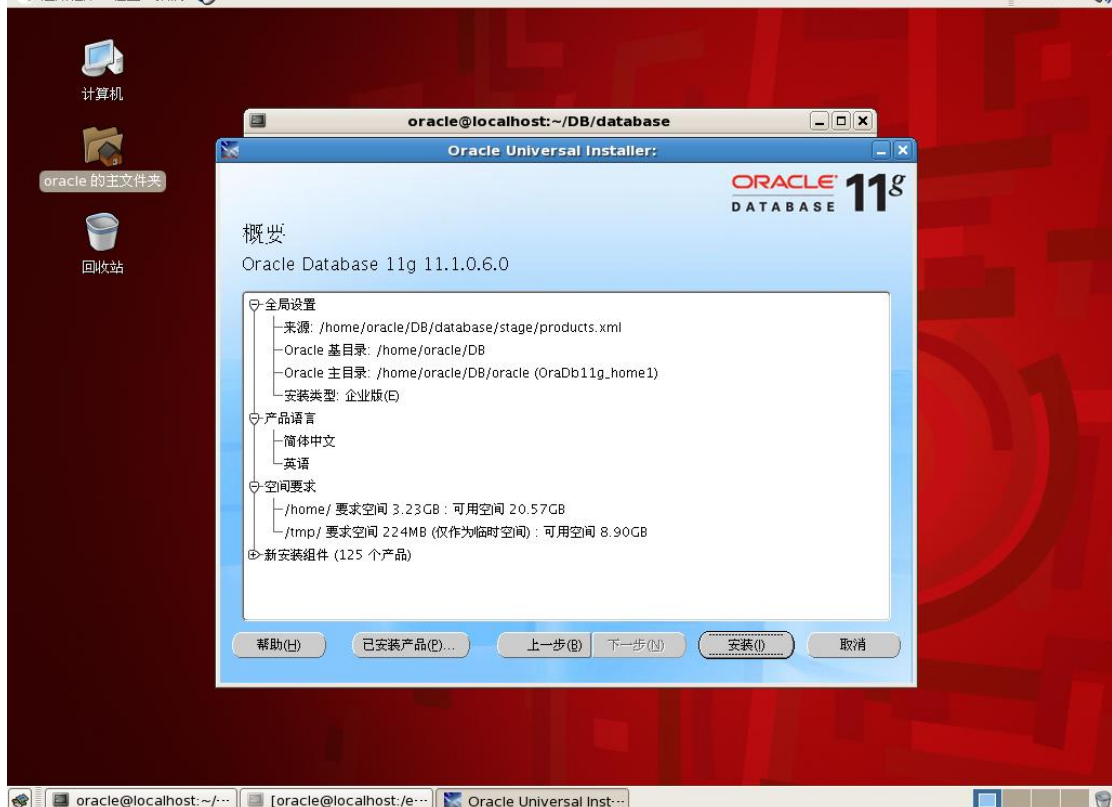 计算机
oracle@localhost:~/DB/database
Oracle Universal Installer:
oracle 的主文件夹
ORACLE 11g
DATABASE
概要
回收站
Oracle Database 11g 11.1.0.6.0
全局设置
来源: /home/oracle/DB/database/stage/products.xml
Oracle 基目录: /home/oracle/DB
Oracle 主目录: /home/oracle/DB/oracle (OraDb11g_home1)
安装类型: 企业版(E)
产品语言
简体中文
英语
空间要求
/home/ 要求空间 3.23GB : 可用空间 20.57GB
/tmp/ 要求空间 224MB (仅作为临时空间) : 可用空间 8.90GB
新安装组件 (125 个产品)
帮助(H) 已安装产品(P)... 上一步(B) 下一步(N) 安装(I) 取消
oracle@localhost:~/··· [oracle@localhost:/e··· Oracle Universal Inst···